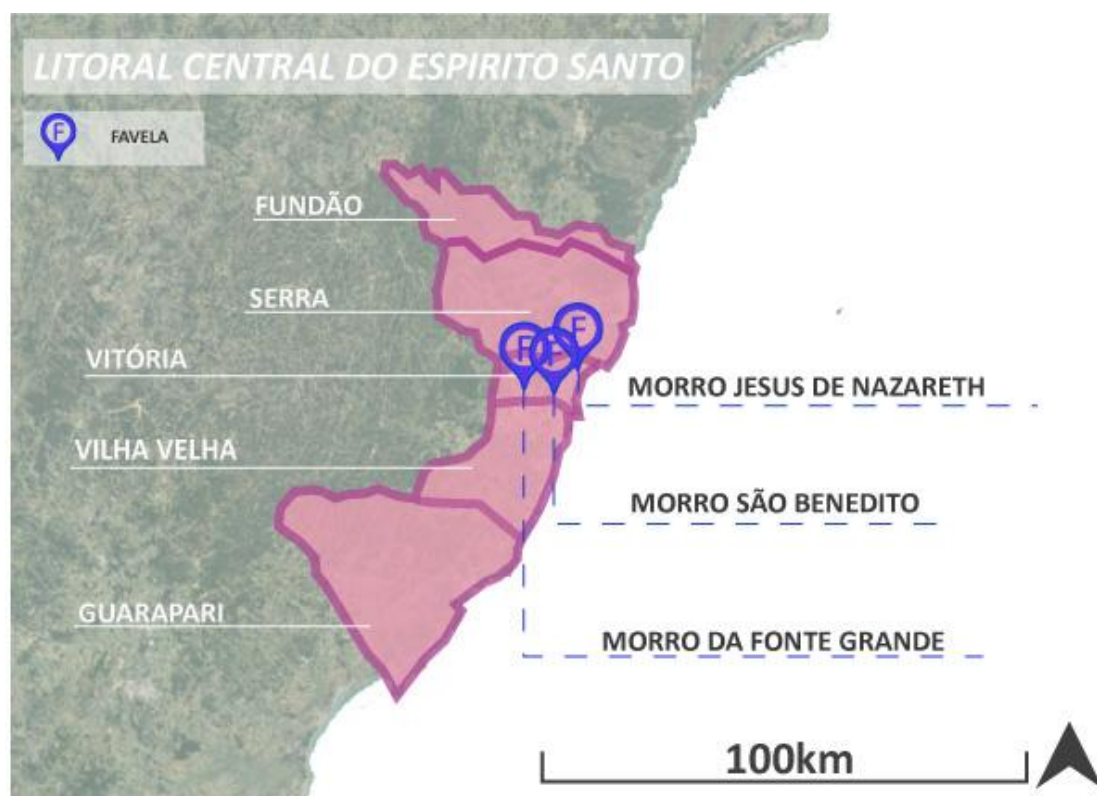 LITORAL CENTRAL DO ESPIRITO SANTO
F FAVELA
FUNDÃO
SERRA
F F F
VITÓRIA
MORRO JESUS DE NAZARETH
VILHA VELHA
MORRO SÃO BENEDITO
GUARAPARI
MORRO DA FONTE GRANDE
100km